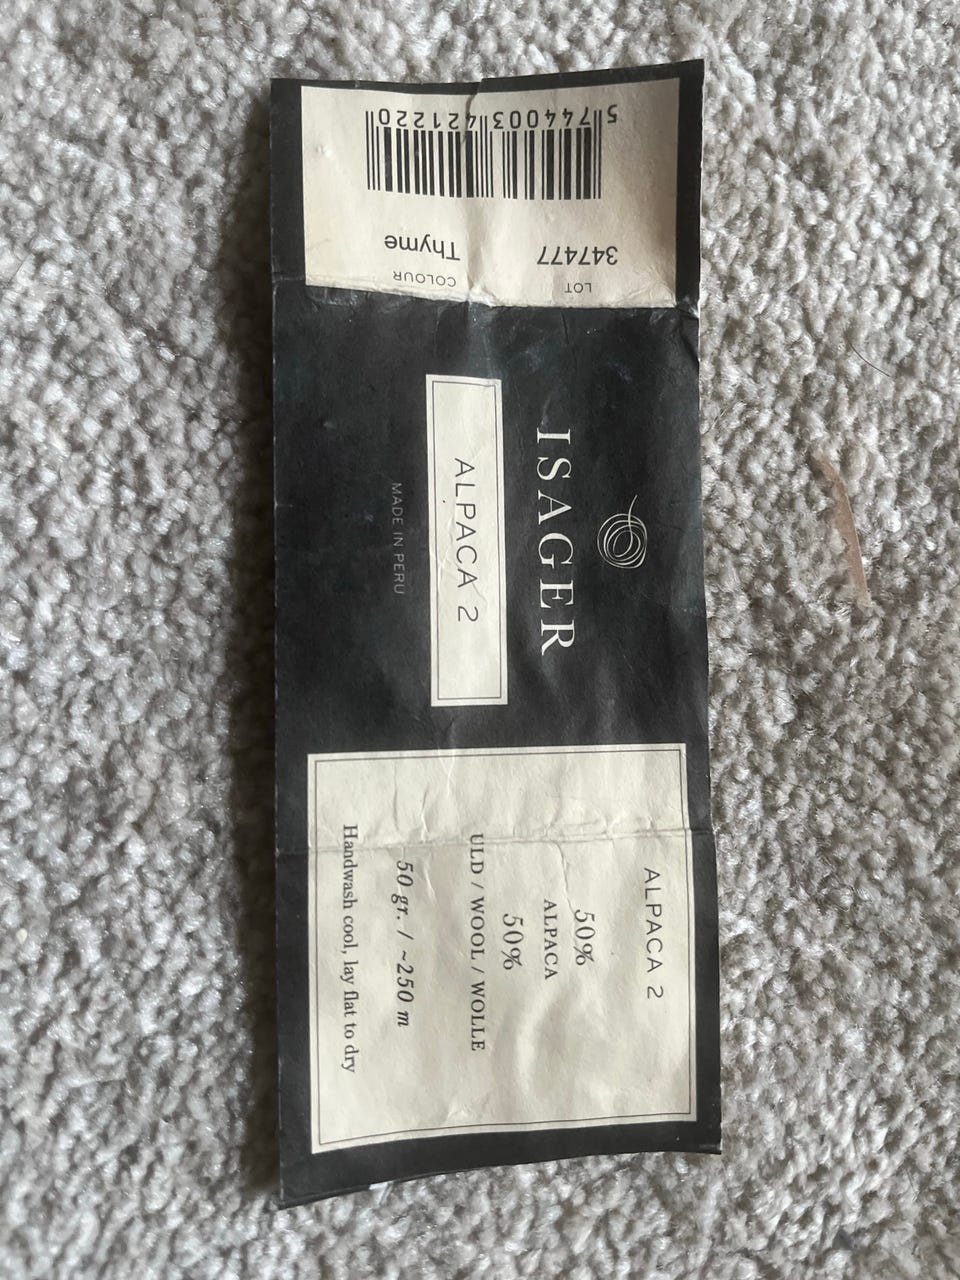 ISAGER
ALPACA 2
MADE IN PERU
ALPACA 2
50%
ALPACA
50%
ULD / WOOL / WOLLE
50 gr. / ~250 m
Handwash cool, lay flat to dry
LOT
347477
COLOUR
Thyme
5744003421220